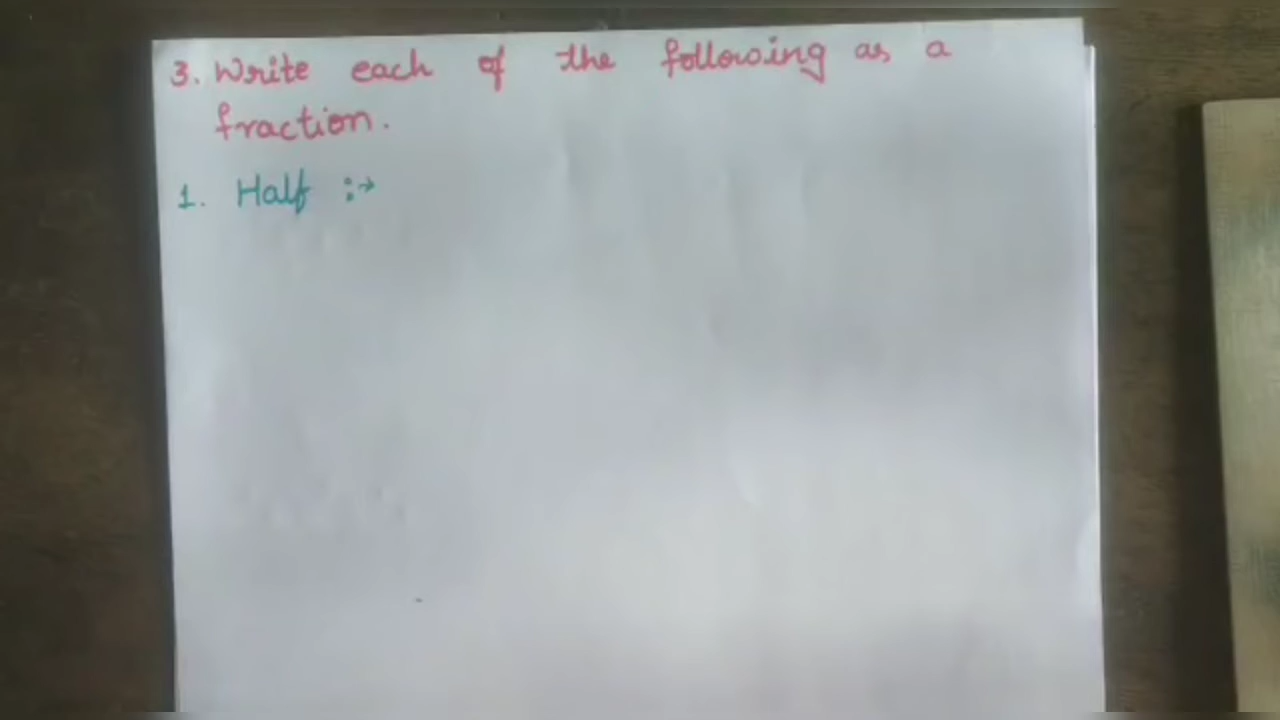 3. Write each of the following as a
fraction.
1. Half :→